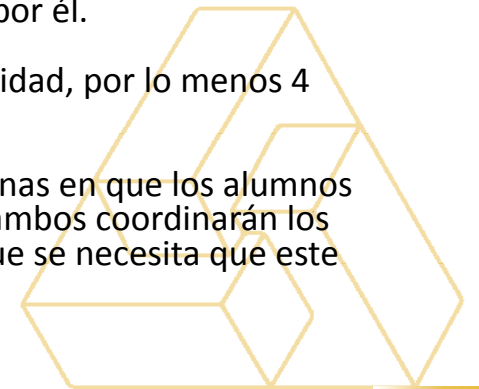 por él.
idad, por lo menos 4
nas en que los alumnos
ambos coordinarán los
ue se necesita que este